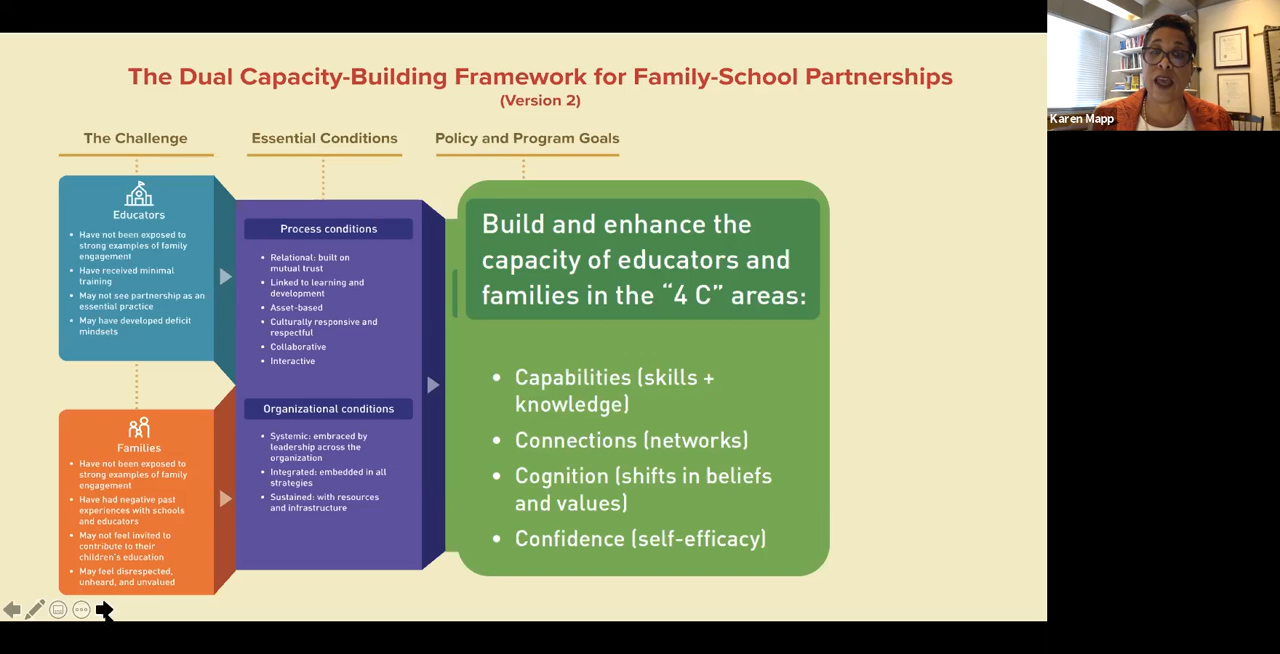 The Dual Capacity-Building Framework for Family-School Partnerships
(Version 2)
The Challenge
Essential Conditions
Policy and Program Goals
Educators
• Have not been exposed to
strong examples of family
engagement
• Have received minimal
training
• May not see partnership as an
essential practice
• May have developed deficit
mindsets
Families
• Have not been exposed to
strong examples of family
engagement
• Have had negative past
experiences with schools
and educators
• May not feel invited to
contribute to their
children's education
• May feel disrespected,
unheard, and unvalued
Process conditions
• Relational: built on
mutual trust
• Linked to learning and
development
• Asset-based
• Culturally responsive and
respectful
• Collaborative
• Interactive
Organizational conditions
• Systemic: embraced by
leadership across the
organization
• Integrated: embedded in all
strategies
• Sustained: with resources
and infrastructure
Build and enhance the
capacity of educators and
families in the “4 C” areas:
• Capabilities (skills +
knowledge)
• Connections (networks)
• Cognition (shifts in beliefs
and values)
• Confidence (self-efficacy)
Karen Mapp